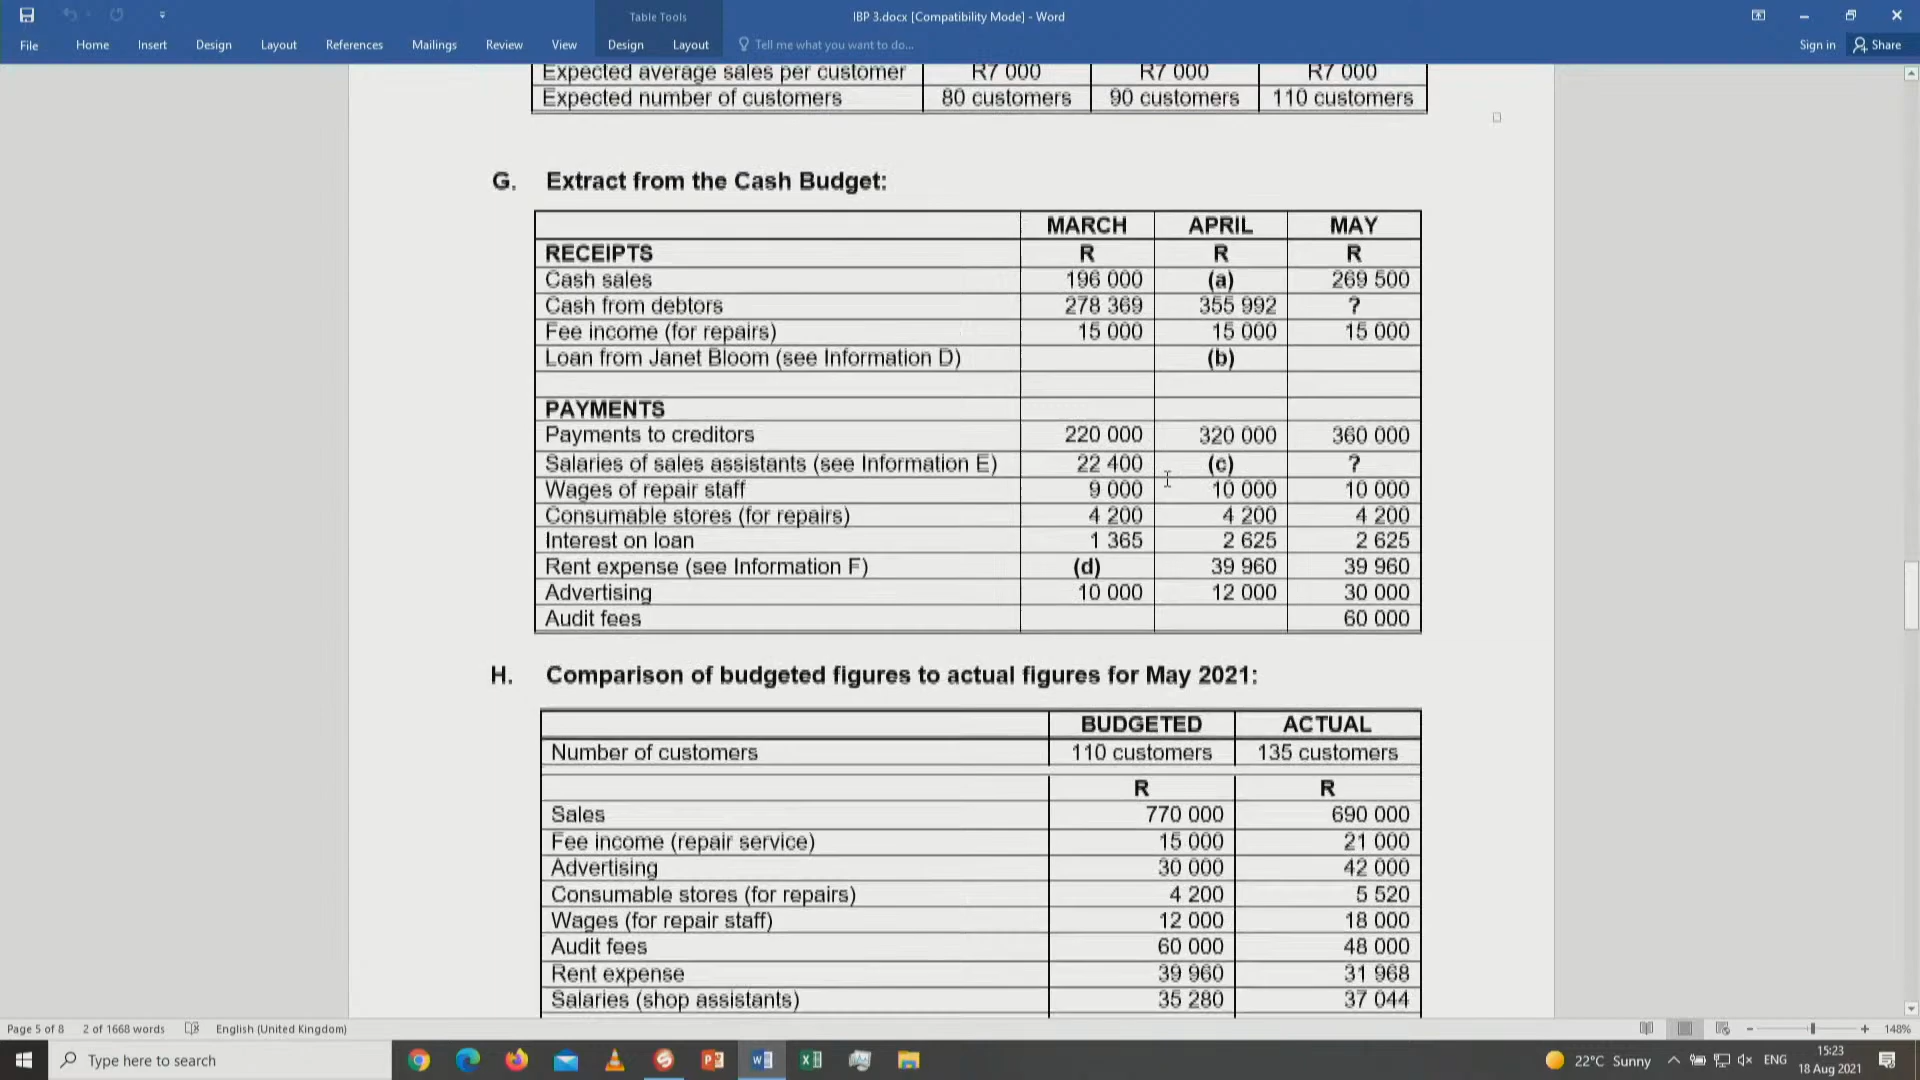 Table Tools
IBP 3.docx [Compatibility Mode] - Word
File Home Insert Design Layout References Mailings Review View Design Layout Tell me what you want to do... Sign in Share
Expected average sales per customer R7 000 R7 000 R7 000
Expected number of customers 80 customers 90 customers 110 customers
G. Extract from the Cash Budget:
MARCH APRIL MAY
RECEIPTS R R R
Cash sales 196 000 (a) 269 500
Cash from debtors 278 369 355 992 ?
Fee income (for repairs) 15 000 15 000 15 000
Loan from Janet Bloom (see Information D) (b)
PAYMENTS
Payments to creditors 220 000 320 000 360 000
Salaries of sales assistants (see Information E) 22 400 (c) ?
Wages of repair staff 9 000 10 000 10 000
Consumable stores (for repairs) 4 200 4 200 4 200
Interest on loan 1 365 2 625 2 625
Rent expense (see Information F) (d) 39 960 39 960
Advertising 10 000 12 000 30 000
Audit fees 60 000
H. Comparison of budgeted figures to actual figures for May 2021:
BUDGETED ACTUAL
Number of customers 110 customers 135 customers
R R
Sales 770 000 690 000
Fee income (repair service) 15 000 21 000
Advertising 30 000 42 000
Consumable stores (for repairs) 4 200 5 520
Wages (for repair staff) 12 000 18 000
Audit fees 60 000 48 000
Rent expense 39 960 31 968
Salaries (shop assistants) 35 280 37 044
Page 5 of 8 2 of 1668 words English (United Kingdom) 148%
Type here to search 22°C Sunny ENG 15:23
18 Aug 2021